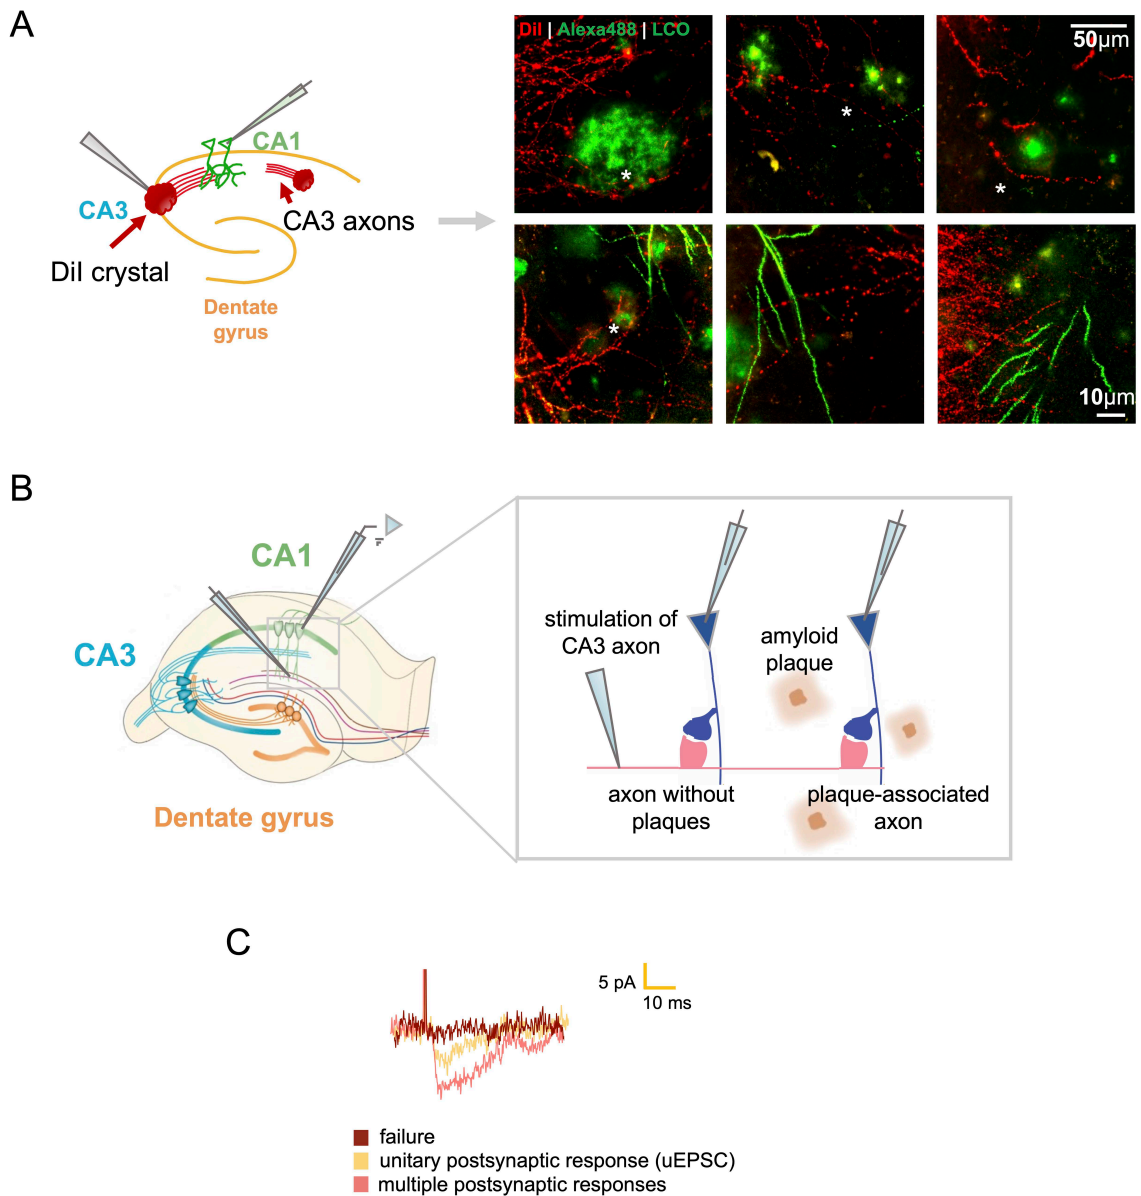 A
DiI | Alexa488 | LCO
50µm
CA1
CA3
CA3 axons
DiI crystal
Dentate
gyrus
10µm
B
CA1
CA3
Dentate gyrus
stimulation of
CA3 axon
amyloid
plaque
axon without
plaques
plaque-associated
axon
C
5 pA
10 ms
failure
unitary postsynaptic response (uEPSC)
multiple postsynaptic responses